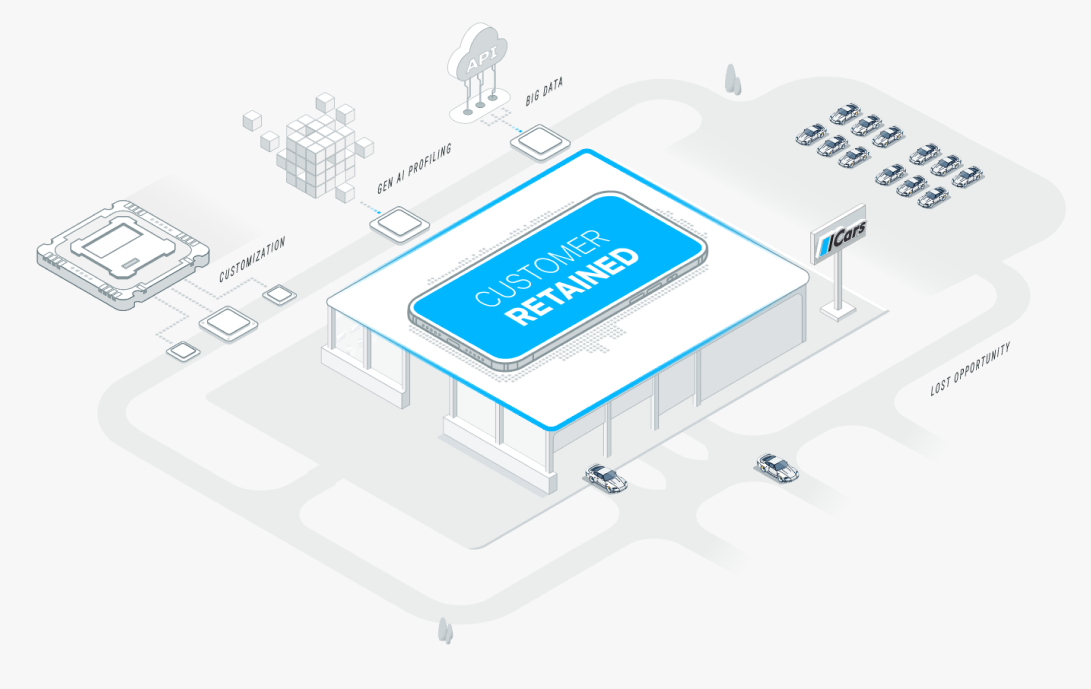 API
BIG DATA
GEN AI PROFILING
CUSTOMIZATION
CUSTOMER
RETAINED
ICars
LOST OPPORTUNITY